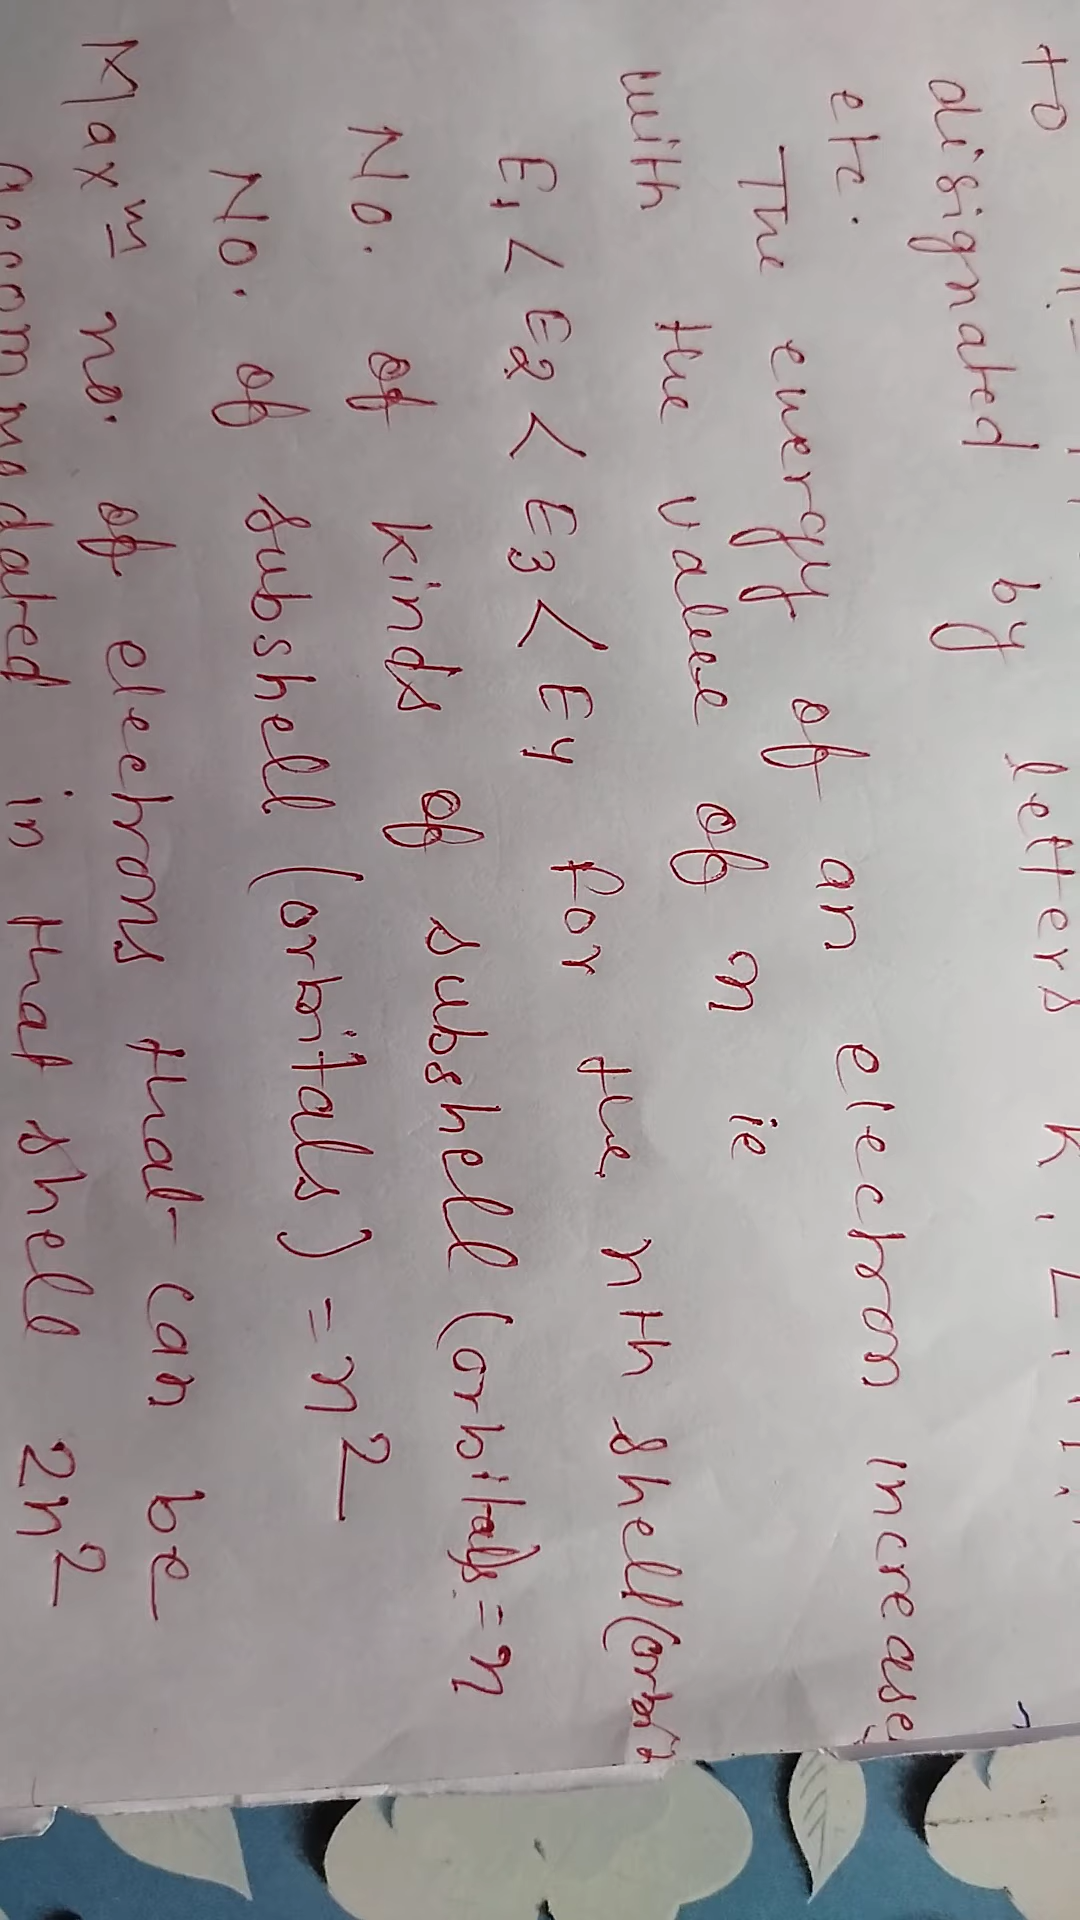 to
disignated by letters K, L,
etc.
The energy of an electron increase
with the value of n ie
E1 < E2 < E3 < E4 for the nth shell (orbit
No. of kinds of subshell (orbitals) = n
No. of subshell (orbitals) = n²
Maxᵐ no. of electrons that can be
accommodated in that shell 2n²